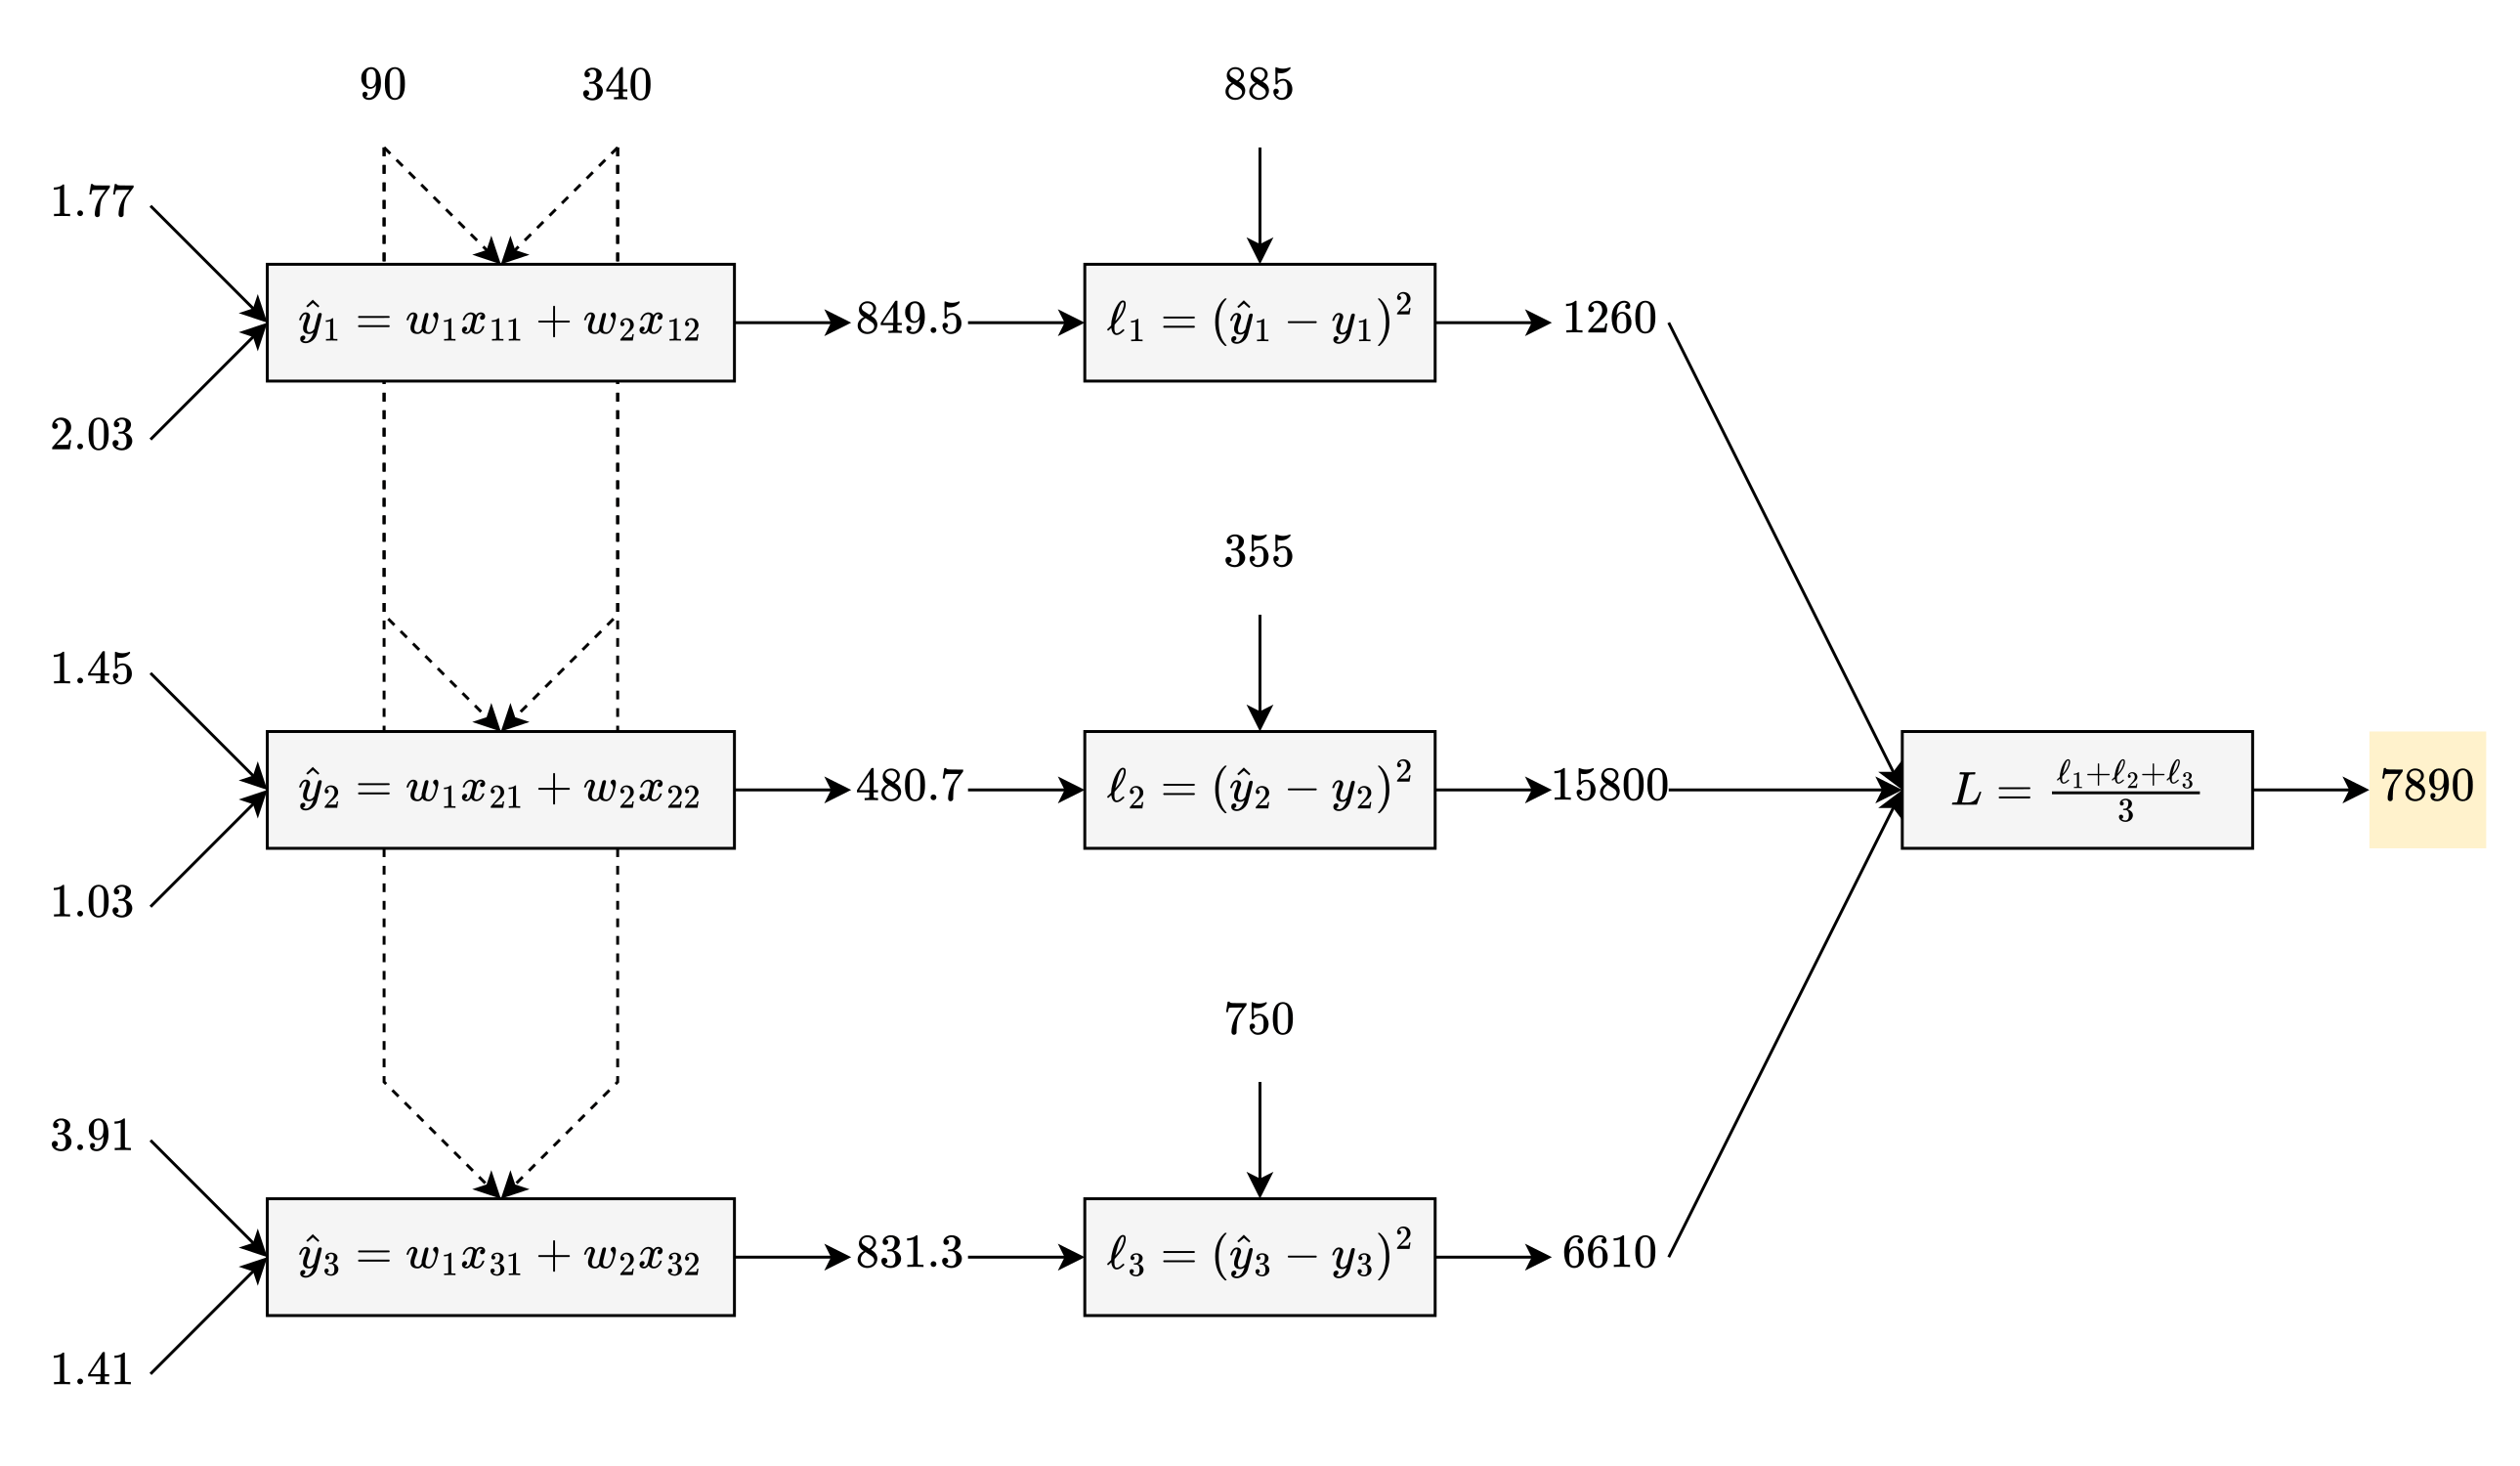 90 340 885
1.77
ŷ₁ = w₁x₁₁ + w₂x₁₂ 849.5 ℓ₁ = (ŷ₁ − y₁)² 1260
2.03
355
1.45
ŷ₂ = w₁x₂₁ + w₂x₂₂ 480.7 ℓ₂ = (ŷ₂ − y₂)² 15800 L = (ℓ₁+ℓ₂+ℓ₃)/3 7890
1.03
750
3.91
ŷ₃ = w₁x₃₁ + w₂x₃₂ 831.3 ℓ₃ = (ŷ₃ − y₃)² 6610
1.41